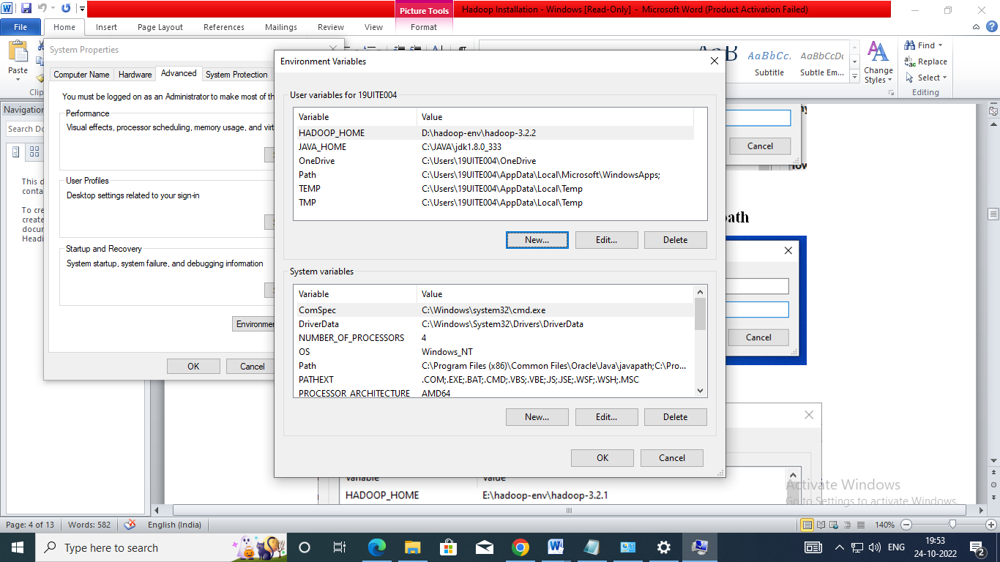 Picture Tools
Hadoop Installation - Windows [Read-Only] - Microsoft Word (Product Activation Failed)
File
Home
Insert
Page Layout
References
Mailings
Review
View
Format
Paste
Subtitle
Subtle Em...
Change
Styles
Find
Replace
Select
Editing
System Properties
Computer Name
Hardware
Advanced
System Protection
You must be logged on as an Administrator to make most of th
Performance
Visual effects, processor scheduling, memory usage, and virt
User Profiles
Desktop settings related to your sign-in
Startup and Recovery
System startup, system failure, and debugging information
Environmen
OK
Cancel
Navigation
Search Do
This d
conta
To cre
create
docum
Headi
Environment Variables
User variables for 19UITE004
Variable Value
HADOOP_HOME D:\hadoop-env\hadoop-3.2.2
JAVA_HOME C:\JAVA\jdk1.8.0_333
OneDrive C:\Users\19UITE004\OneDrive
Path C:\Users\19UITE004\AppData\Local\Microsoft\WindowsApps;
TEMP C:\Users\19UITE004\AppData\Local\Temp
TMP C:\Users\19UITE004\AppData\Local\Temp
New... Edit... Delete
System variables
Variable Value
ComSpec C:\Windows\system32\cmd.exe
DriverData C:\Windows\System32\Drivers\DriverData
NUMBER_OF_PROCESSORS 4
OS Windows_NT
Path C:\Program Files (x86)\Common Files\Oracle\Java\javapath;C:\Pro...
PATHEXT .COM;.EXE;.BAT;.CMD;.VBS;.VBE;.JS;.JSE;.WSF;.WSH;.MSC
PROCESSOR_ARCHITECTURE AMD64
New... Edit... Delete
OK Cancel
Cancel
path
Cancel
Variable Value
HADOOP_HOME E:\hadoop-env\hadoop-3.2.1
Activate Windows
Go to Settings to activate Windows.
Page: 4 of 13
Words: 582
English (India)
140%
Type here to search
ENG
19:53
24-10-2022
2